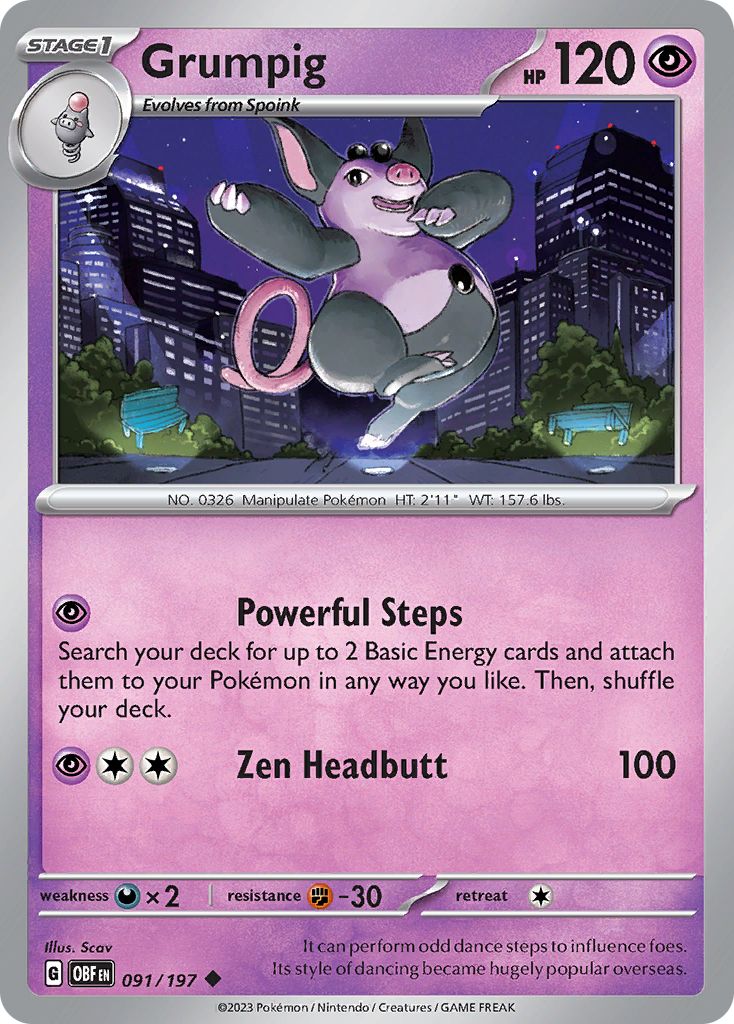 STAGE1
Grumpig
HP 120
Evolves from Spoink
NO. 0326 Manipulate Pokémon HT: 2'11" WT: 157.6 lbs.
Powerful Steps
Search your deck for up to 2 Basic Energy cards and attach
them to your Pokémon in any way you like. Then, shuffle
your deck.
Zen Headbutt 100
weakness ×2 resistance -30 retreat
Illus. Scav
It can perform odd dance steps to influence foes.
Its style of dancing became hugely popular overseas.
G OBF EN 091/197
©2023 Pokémon / Nintendo / Creatures / GAME FREAK